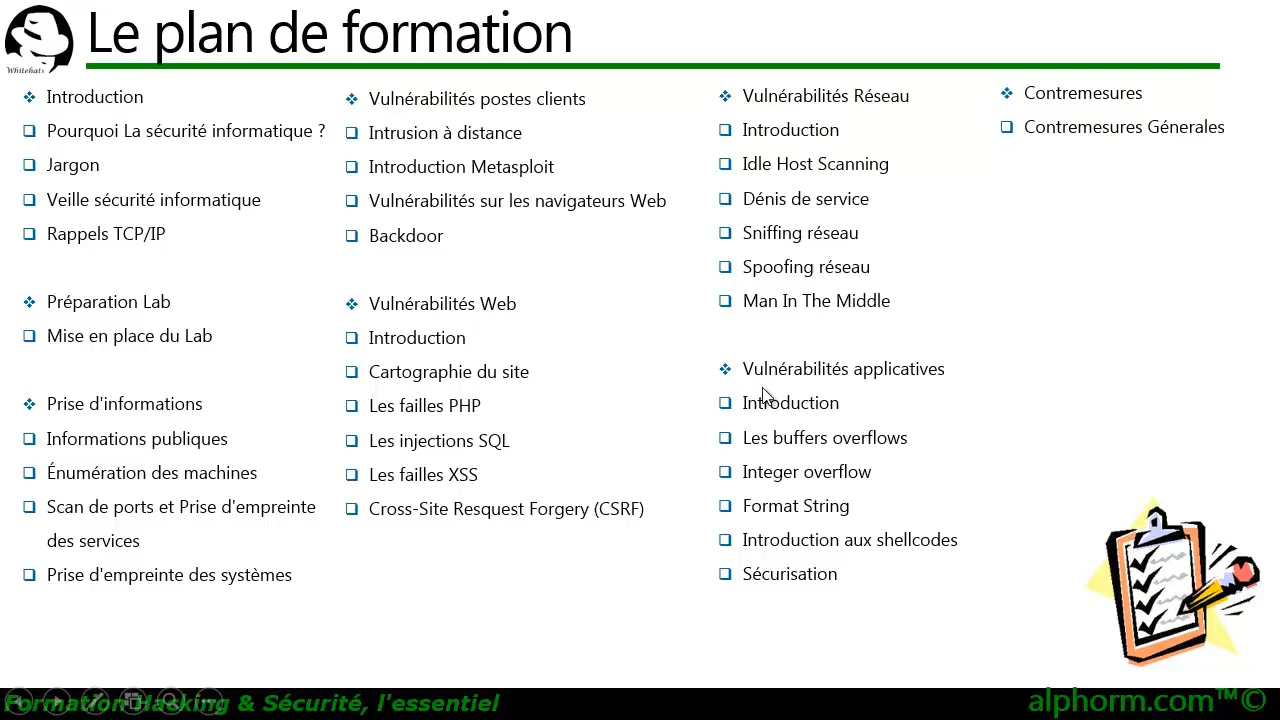 Le plan de formation
Whitehats
❖ Introduction
❑ Pourquoi La sécurité informatique ?
❑ Jargon
❑ Veille sécurité informatique
❑ Rappels TCP/IP
❖ Préparation Lab
❑ Mise en place du Lab
❖ Prise d'informations
❑ Informations publiques
❑ Énumération des machines
❑ Scan de ports et Prise d'empreinte
des services
❑ Prise d'empreinte des systèmes
❖ Vulnérabilités postes clients
❑ Intrusion à distance
❑ Introduction Metasploit
❑ Vulnérabilités sur les navigateurs Web
❑ Backdoor
❖ Vulnérabilités Web
❑ Introduction
❑ Cartographie du site
❑ Les failles PHP
❑ Les injections SQL
❑ Les failles XSS
❑ Cross-Site Resquest Forgery (CSRF)
❖ Vulnérabilités Réseau
❑ Introduction
❑ Idle Host Scanning
❑ Dénis de service
❑ Sniffing réseau
❑ Spoofing réseau
❑ Man In The Middle
❖ Vulnérabilités applicatives
❑ Introduction
❑ Les buffers overflows
❑ Integer overflow
❑ Format String
❑ Introduction aux shellcodes
❑ Sécurisation
❖ Contremesures
❑ Contremesures Génerales
Formation Hacking & Sécurité, l'essentiel
alphorm.com™©